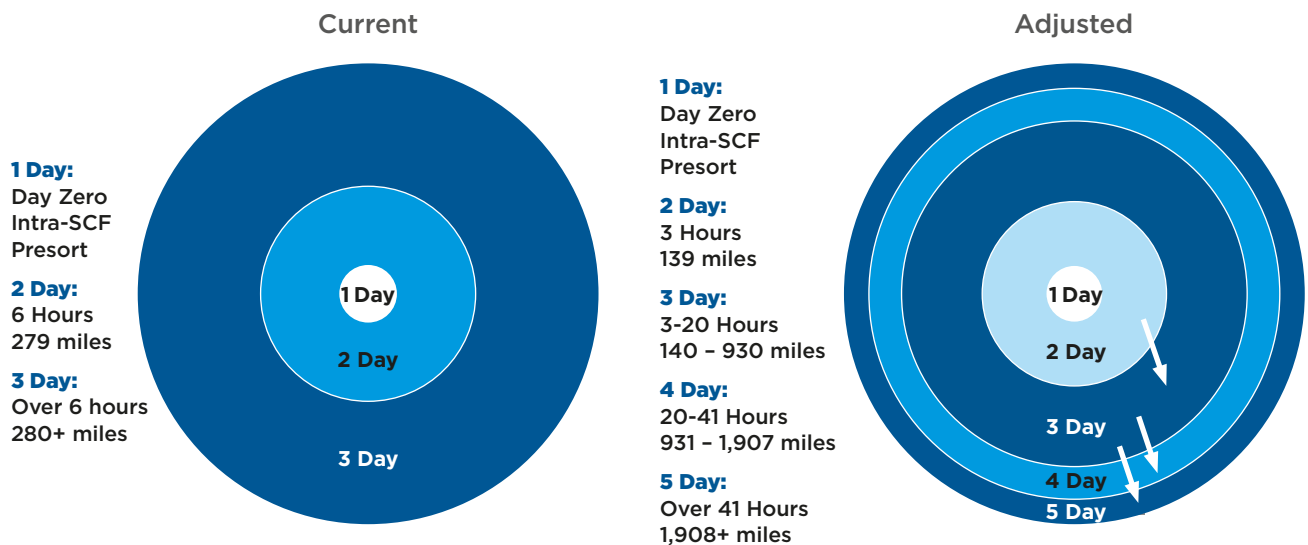 Current
1 Day:
Day Zero
Intra-SCF
Presort
2 Day:
6 Hours
279 miles
3 Day:
Over 6 hours
280+ miles
1 Day
2 Day
3 Day
Adjusted
1 Day:
Day Zero
Intra-SCF
Presort
2 Day:
3 Hours
139 miles
3 Day:
3-20 Hours
140 – 930 miles
4 Day:
20-41 Hours
931 – 1,907 miles
5 Day:
Over 41 Hours
1,908+ miles
1 Day
2 Day
3 Day
4 Day
5 Day